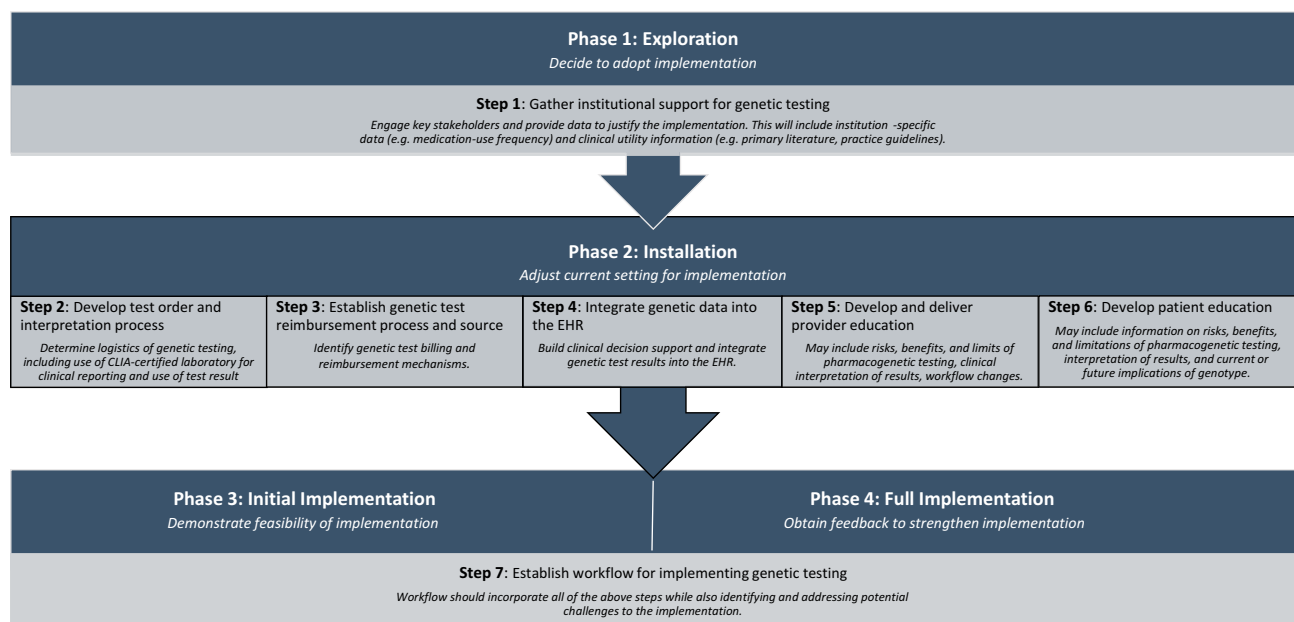 Phase 1: Exploration
Decide to adopt implementation
Step 1: Gather institutional support for genetic testing
Engage key stakeholders and provide data to justify the implementation. This will include institution -specific
data (e.g. medication-use frequency) and clinical utility information (e.g. primary literature, practice guidelines).
Phase 2: Installation
Adjust current setting for implementation
Step 2: Develop test order and
interpretation process
Determine logistics of genetic testing,
including use of CLIA-certified laboratory for
clinical reporting and use of test result
Step 3: Establish genetic test
reimbursement process and source
Identify genetic test billing and
reimbursement mechanisms.
Step 4: Integrate genetic data into
the EHR
Build clinical decision support and integrate
genetic test results into the EHR.
Step 5: Develop and deliver
provider education
May include risks, benefits, and limits of
pharmacogenetic testing, clinical
interpretation of results, workflow changes.
Step 6: Develop patient education
May include information on risks, benefits,
and limitations of pharmacogenetic testing,
interpretation of results, and current or
future implications of genotype.
Phase 3: Initial Implementation
Demonstrate feasibility of implementation
Phase 4: Full Implementation
Obtain feedback to strengthen implementation
Step 7: Establish workflow for implementing genetic testing
Workflow should incorporate all of the above steps while also identifying and addressing potential
challenges to the implementation.